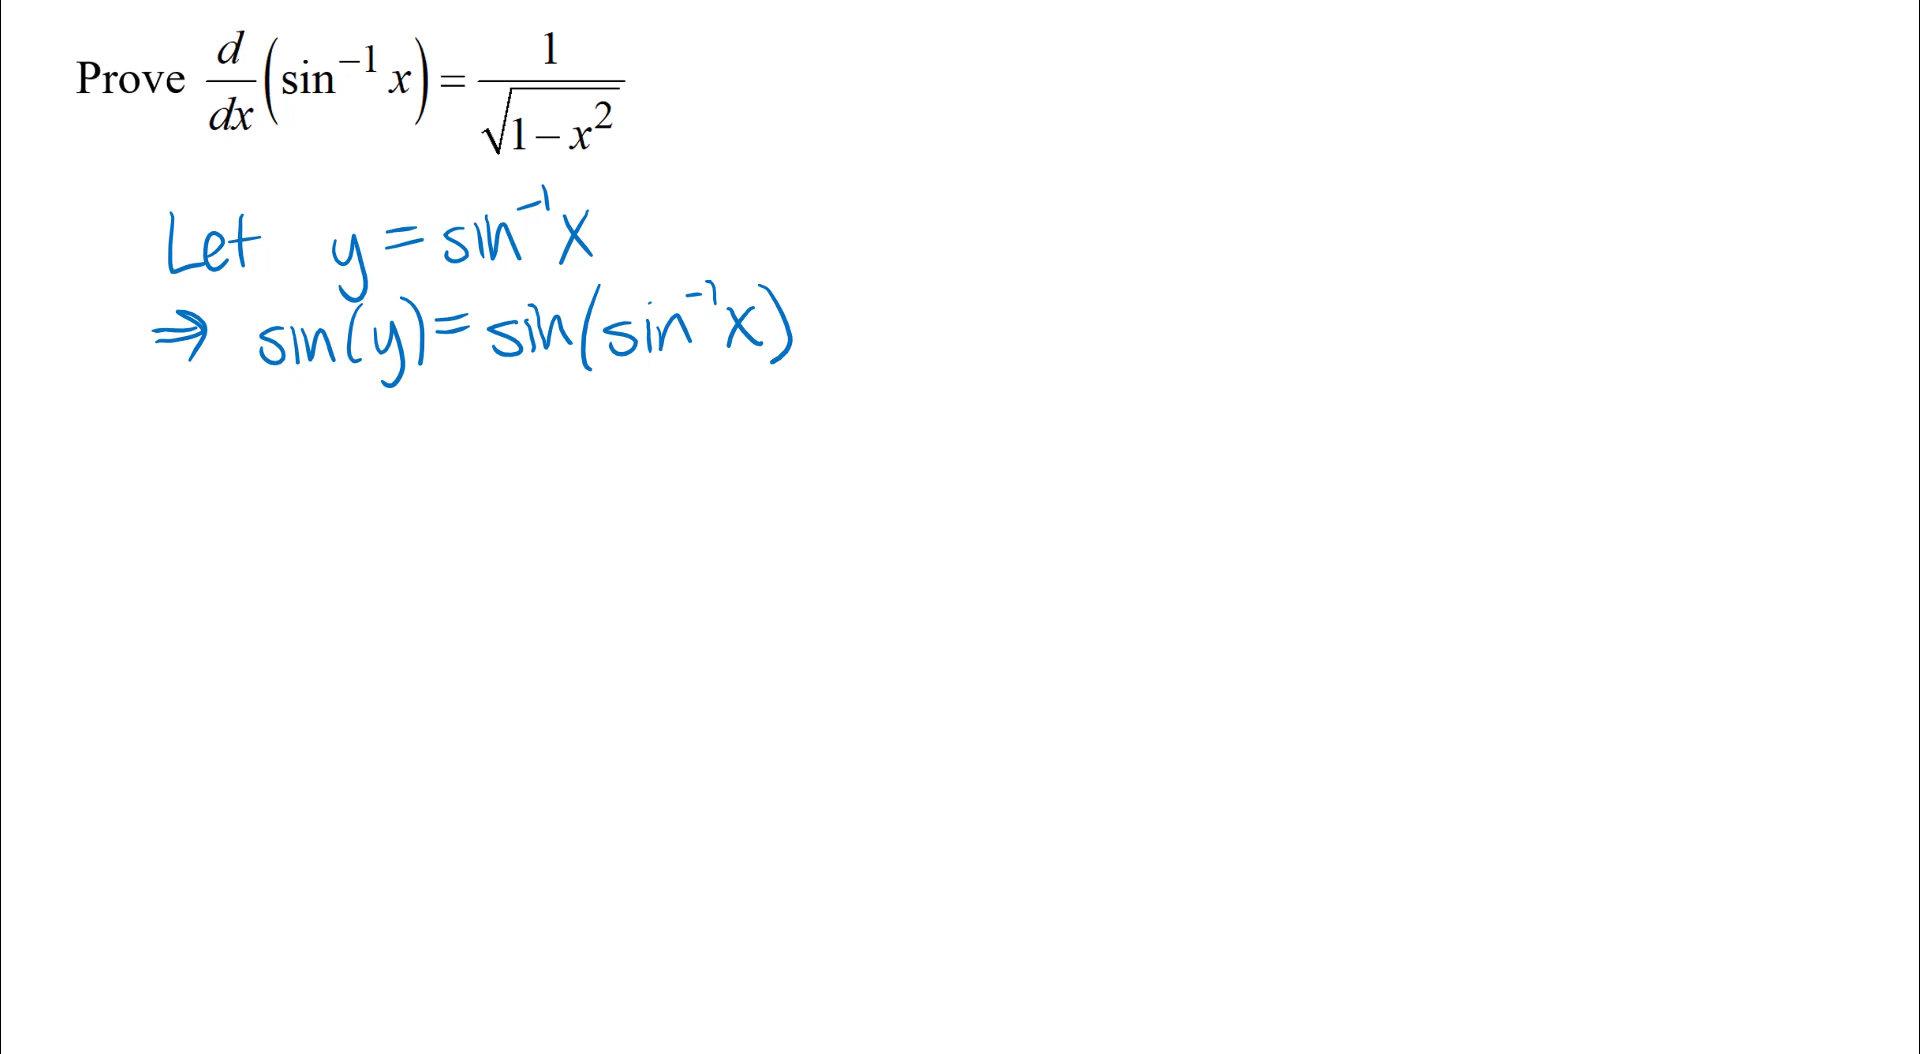 Prove d/dx (sin⁻¹ x) = 1/√(1 − x²)
Let y = sin⁻¹x
⇒ sin(y) = sin(sin⁻¹x)